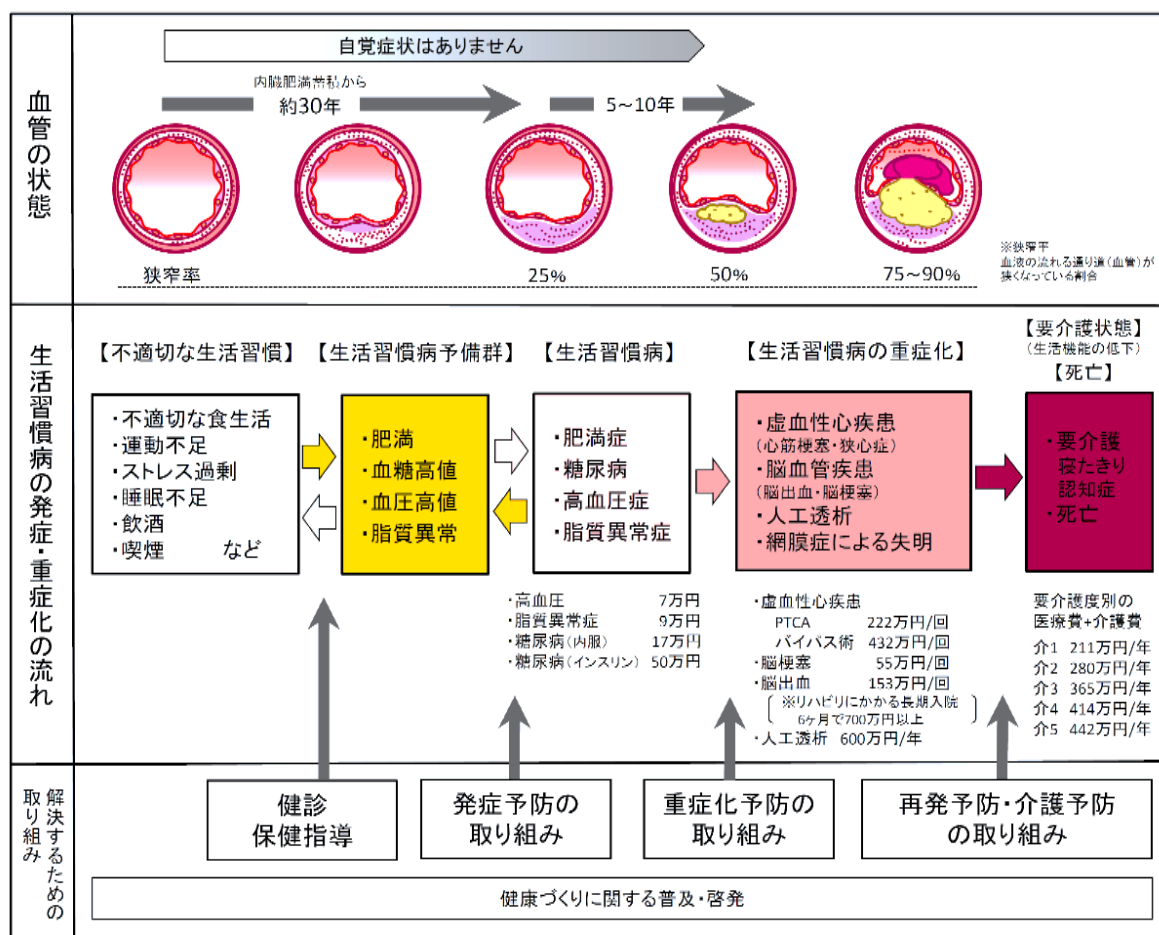 血管の状態
自覚症状はありません
内臓肥満蓄積から
約30年
5～10年
狭窄率
25%
50%
75～90%
※狭窄率
血液の流れる通り道(血管)が
狭くなっている割合
生活習慣病の発症・重症化の流れ
【不適切な生活習慣】
・不適切な食生活
・運動不足
・ストレス過剰
・睡眠不足
・飲酒
・喫煙 など
【生活習慣病予備群】
・肥満
・血糖高値
・血圧高値
・脂質異常
【生活習慣病】
・肥満症
・糖尿病
・高血圧症
・脂質異常症
・高血圧 7万円
・脂質異常症 9万円
・糖尿病(内服) 17万円
・糖尿病(インスリン) 50万円
【生活習慣病の重症化】
・虚血性心疾患
(心筋梗塞・狭心症)
・脳血管疾患
(脳出血・脳梗塞)
・人工透析
・網膜症による失明
・虚血性心疾患
PTCA 222万円/回
バイパス術 432万円/回
・脳梗塞 55万円/回
・脳出血 153万円/回
※リハビリにかかる長期入院
6ヶ月で700万円以上
・人工透析 600万円/年
【要介護状態】
(生活機能の低下)
【死亡】
・要介護
寝たきり
認知症
・死亡
要介護度別の
医療費+介護費
介1 211万円/年
介2 280万円/年
介3 365万円/年
介4 414万円/年
介5 442万円/年
解決するための
取り組み
健診
保健指導
発症予防の
取り組み
重症化予防の
取り組み
再発予防・介護予防
の取り組み
健康づくりに関する普及・啓発